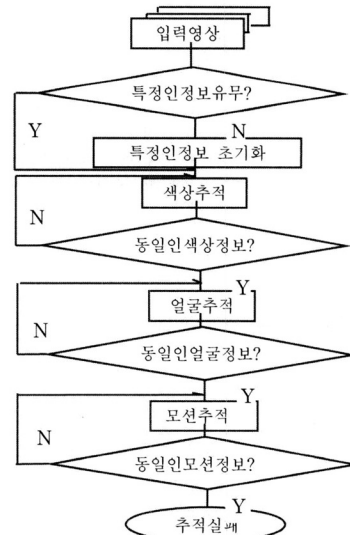 입력영상
특정인정보유무?
Y
N
특정인정보 초기화
색상추적
N
동일인색상정보?
Y
얼굴추적
N
동일인얼굴정보?
Y
모션추적
N
동일인모션정보?
Y
추적실패